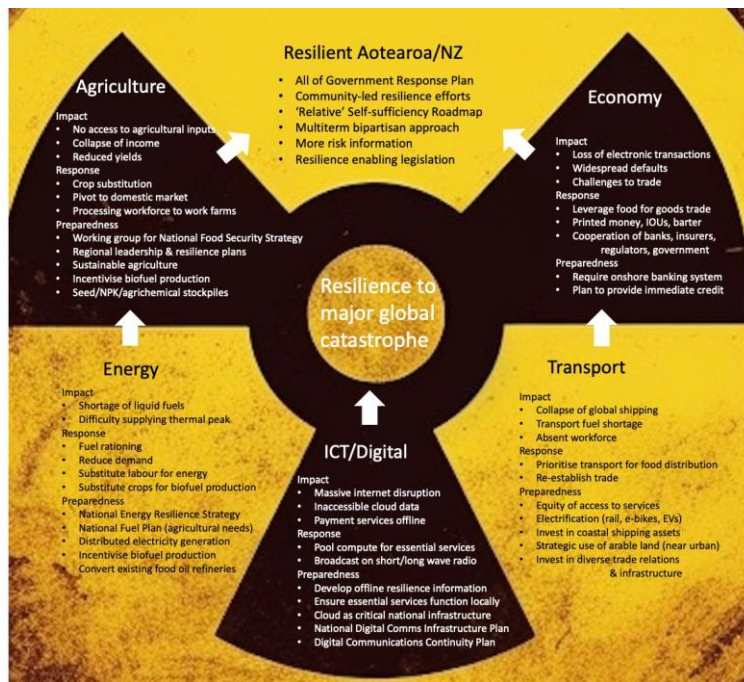 Resilient Aotearoa/NZ
• All of Government Response Plan
• Community-led resilience efforts
• ‘Relative’ Self-sufficiency Roadmap
• Multiterm bipartisan approach
• More risk information
• Resilience enabling legislation
Agriculture
Impact
• No access to agricultural inputs
• Collapse of income
• Reduced yields
Response
• Crop substitution
• Pivot to domestic market
• Processing workforce to work farms
Preparedness
• Working group for National Food Security Strategy
• Regional leadership & resilience plans
• Sustainable agriculture
• Incentivise biofuel production
• Seed/NPK/agrichemical stockpiles
Economy
Impact
• Loss of electronic transactions
• Widespread defaults
• Challenges to trade
Response
• Leverage food for goods trade
• Printed money, IOUs, barter
• Cooperation of banks, insurers,
regulators, government
Preparedness
• Require onshore banking system
• Plan to provide immediate credit
Resilience to
major global
catastrophe
Energy
Impact
• Shortage of liquid fuels
• Difficulty supplying thermal peak
Response
• Fuel rationing
• Reduce demand
• Substitute labour for energy
• Substitute crops for biofuel production
Preparedness
• National Energy Resilience Strategy
• National Fuel Plan (agricultural needs)
• Distributed electricity generation
• Incentivise biofuel production
• Convert existing food oil refineries
ICT/Digital
Impact
• Massive internet disruption
• Inaccessible cloud data
• Payment services offline
Response
• Pool compute for essential services
• Broadcast on short/long wave radio
Preparedness
• Develop offline resilience information
• Ensure essential services function locally
• Cloud as critical national infrastructure
• National Digital Comms Infrastructure Plan
• Digital Communications Continuity Plan
Transport
Impact
• Collapse of global shipping
• Transport fuel shortage
• Absent workforce
Response
• Prioritise transport for food distribution
• Re-establish trade
Preparedness
• Equity of access to services
• Electrification (rail, e-bikes, EVs)
• Invest in coastal shipping assets
• Strategic use of arable land (near urban)
• Invest in diverse trade relations
& infrastructure